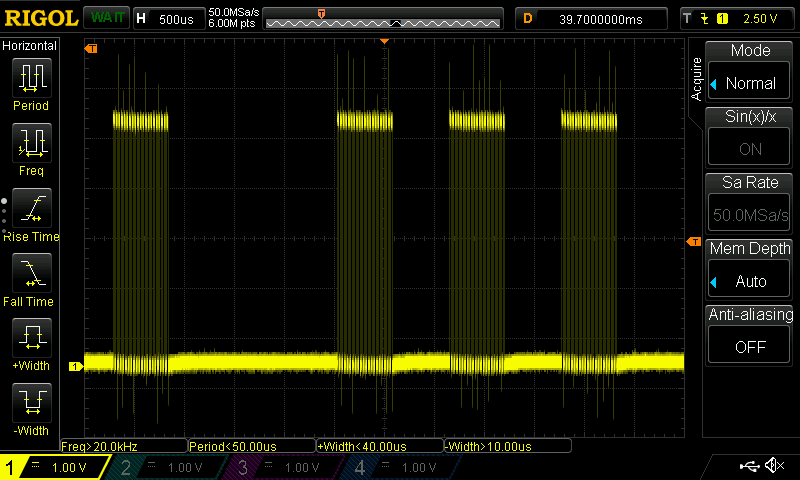 RIGOL WAIT H 500us 50.0MSa/s 6.00M pts T D 39.7000000ms T 1 2.50 V
Horizontal
Period
Freq
Rise Time
Fall Time
+Width
-Width
T
T
1
Acquire
Mode
Normal
Sin(x)/x
ON
Sa Rate
50.0MSa/s
Mem Depth
Auto
Anti-aliasing
OFF
Freq>20.0kHz Period<50.00us +Width<40.00us -Width>10.00us
1 1.00 V 2 1.00 V 3 1.00 V 4 1.00 V